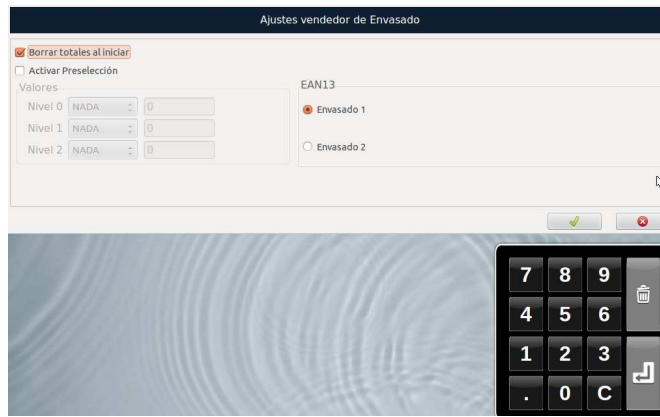 Ajustes vendedor de Envasado
Borrar totales al iniciar
Activar Preselección
Valores
Nivel 0 NADA 0
Nivel 1 NADA 0
Nivel 2 NADA 0
EAN13
Envasado 1
Envasado 2
7 8 9
4 5 6
1 2 3
. 0 C